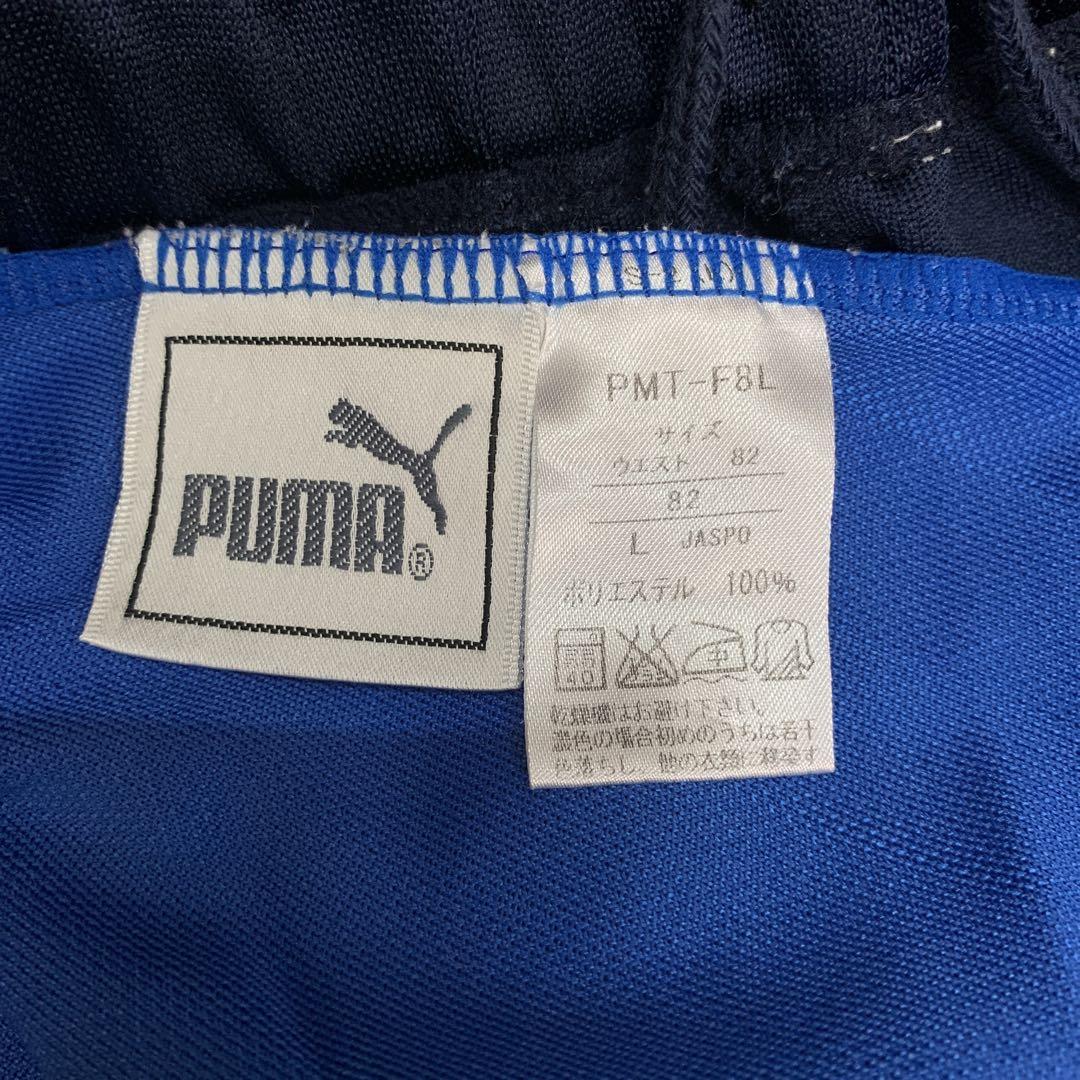 PUMA®
PMT-F8L
サイズ
ウエスト 82
82
L JASPO
ポリエステル 100%
40
乾燥機はお避け下さい。
濃色の場合初めのうちは若干
色落ちし、他の衣類に移染す